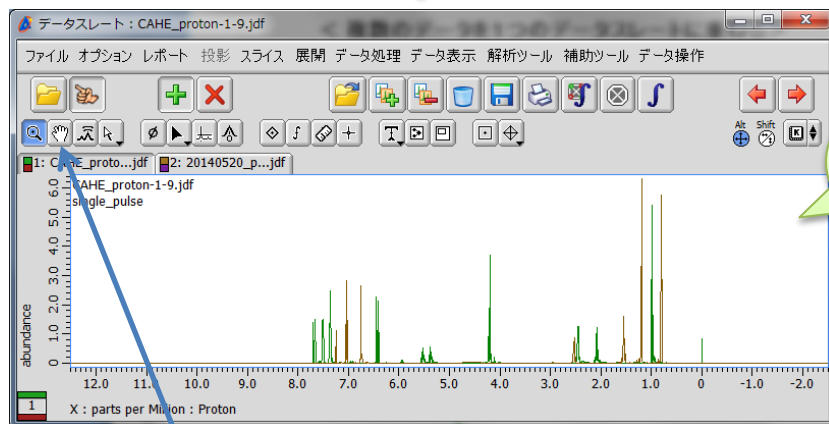 データスレート : CAHE_proton-1-9.jdf
ファイル オプション レポート 投影 スライス 展開 データ処理 データ表示 解析ツール 補助ツール データ操作
Alt Shift
1: C HE_proto...jdf 2: 20140520_p...jdf
CAHE_proton-1-9.jdf
single_pulse
6.0
5.0
4.0
3.0
2.0
1.0
0
abundance
12.0 11.0 10.0 9.0 8.0 7.0 6.0 5.0 4.0 3.0 2.0 1.0 0 -1.0 -2.0
1
X : parts per Million : Proton